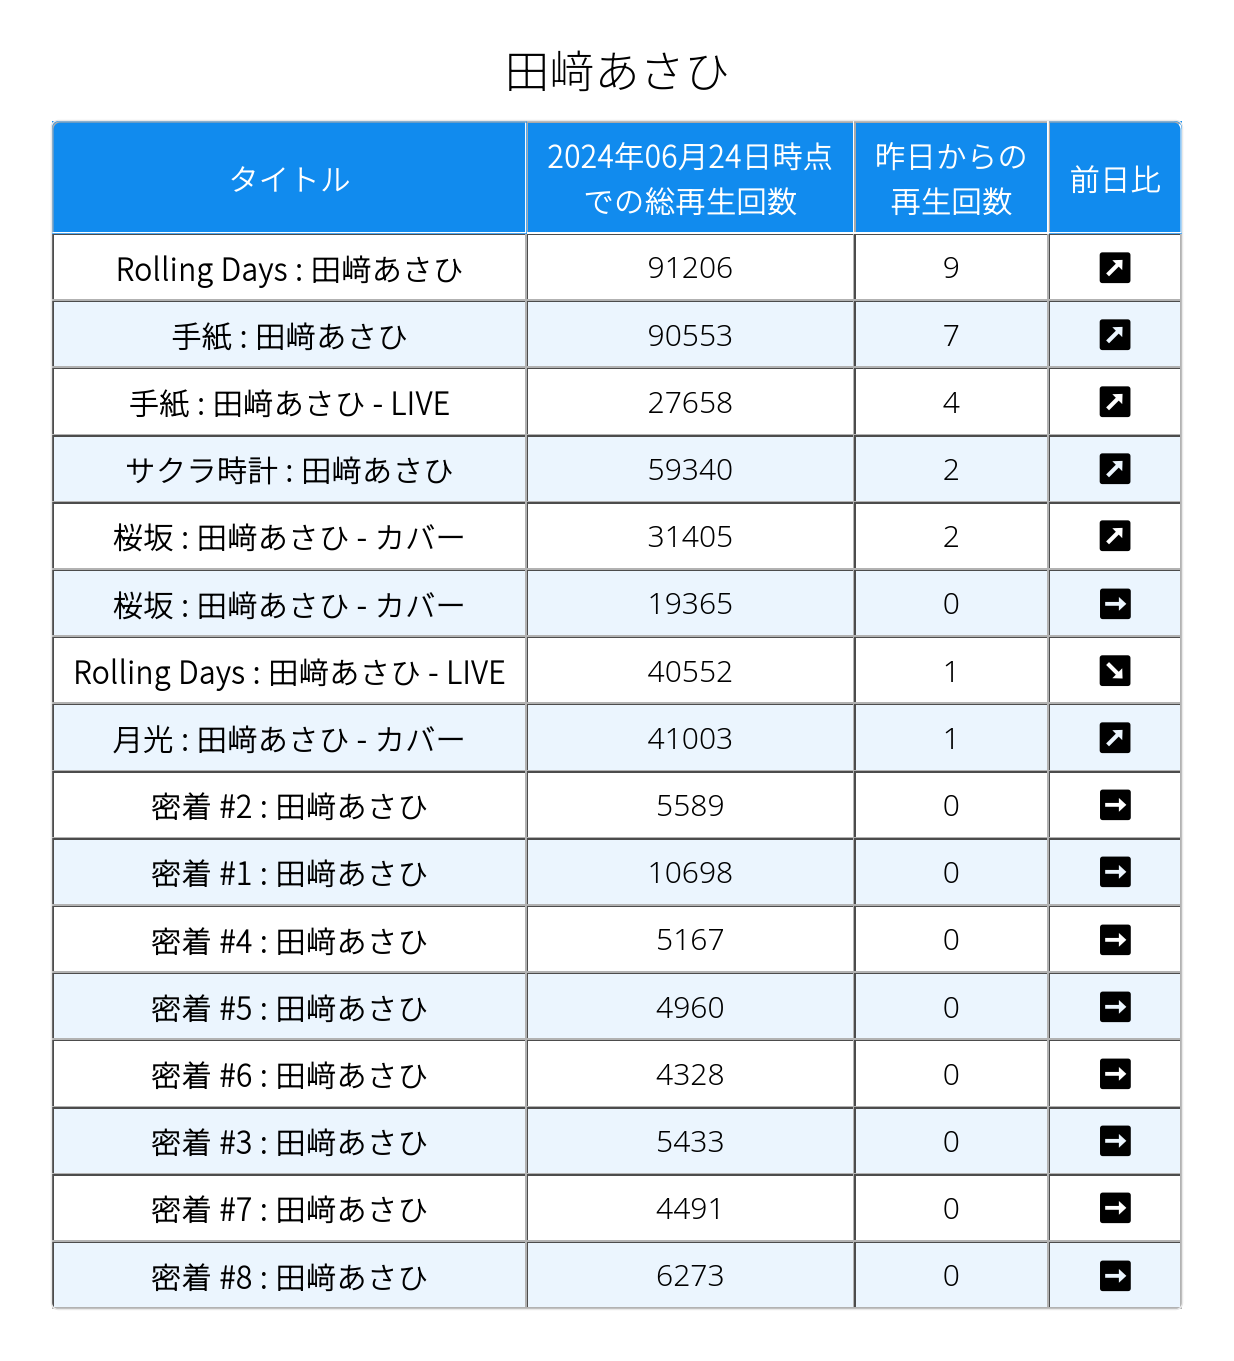 田﨑あさひ
タイトル 2024年06月24日時点での総再生回数 昨日からの再生回数 前日比
Rolling Days : 田﨑あさひ 91206 9 ↗
手紙 : 田﨑あさひ 90553 7 ↗
手紙 : 田﨑あさひ - LIVE 27658 4 ↗
サクラ時計 : 田﨑あさひ 59340 2 ↗
桜坂 : 田﨑あさひ - カバー 31405 2 ↗
桜坂 : 田﨑あさひ - カバー 19365 0 →
Rolling Days : 田﨑あさひ - LIVE 40552 1 ↘
月光 : 田﨑あさひ - カバー 41003 1 ↗
密着 #2 : 田﨑あさひ 5589 0 →
密着 #1 : 田﨑あさひ 10698 0 →
密着 #4 : 田﨑あさひ 5167 0 →
密着 #5 : 田﨑あさひ 4960 0 →
密着 #6 : 田﨑あさひ 4328 0 →
密着 #3 : 田﨑あさひ 5433 0 →
密着 #7 : 田﨑あさひ 4491 0 →
密着 #8 : 田﨑あさひ 6273 0 →